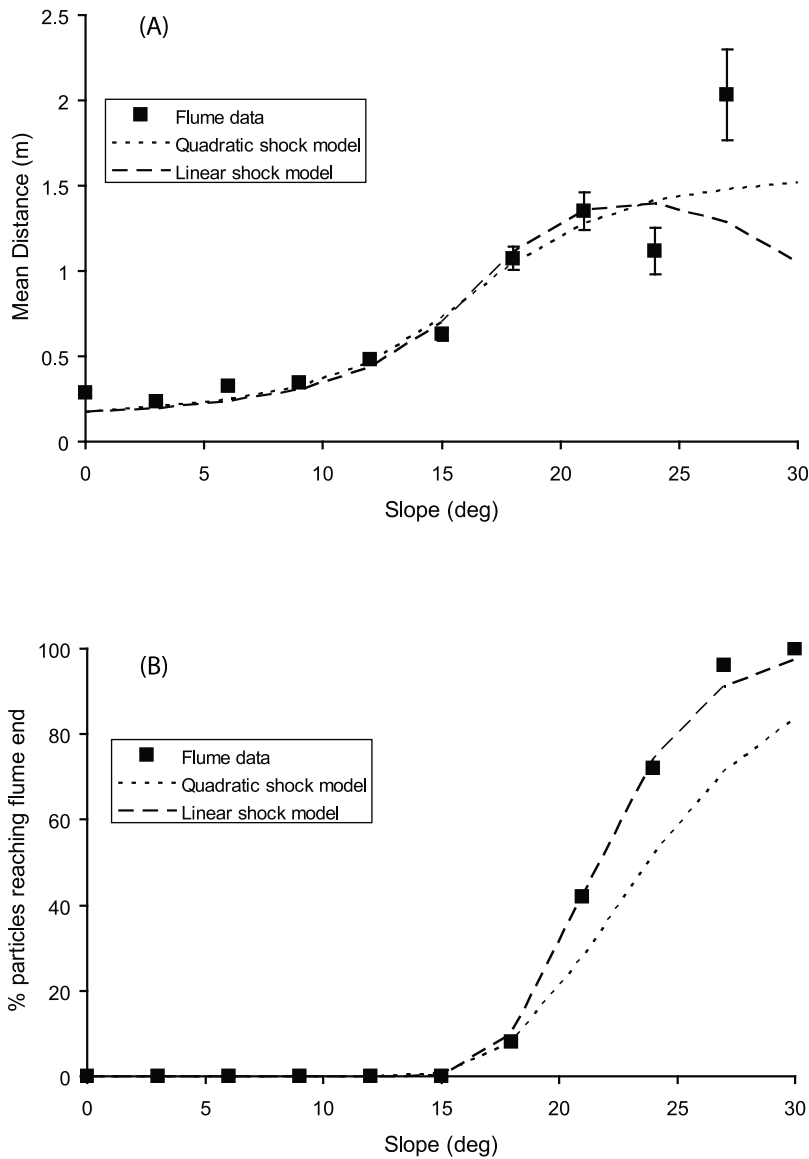 (A)
2.5
2
1.5
1
0.5
0
Mean Distance (m)
Flume data
Quadratic shock model
Linear shock model
0 5 10 15 20 25 30
Slope (deg)
(B)
100
80
60
40
20
0
% particles reaching flume end
Flume data
Quadratic shock model
Linear shock model
0 5 10 15 20 25 30
Slope (deg)